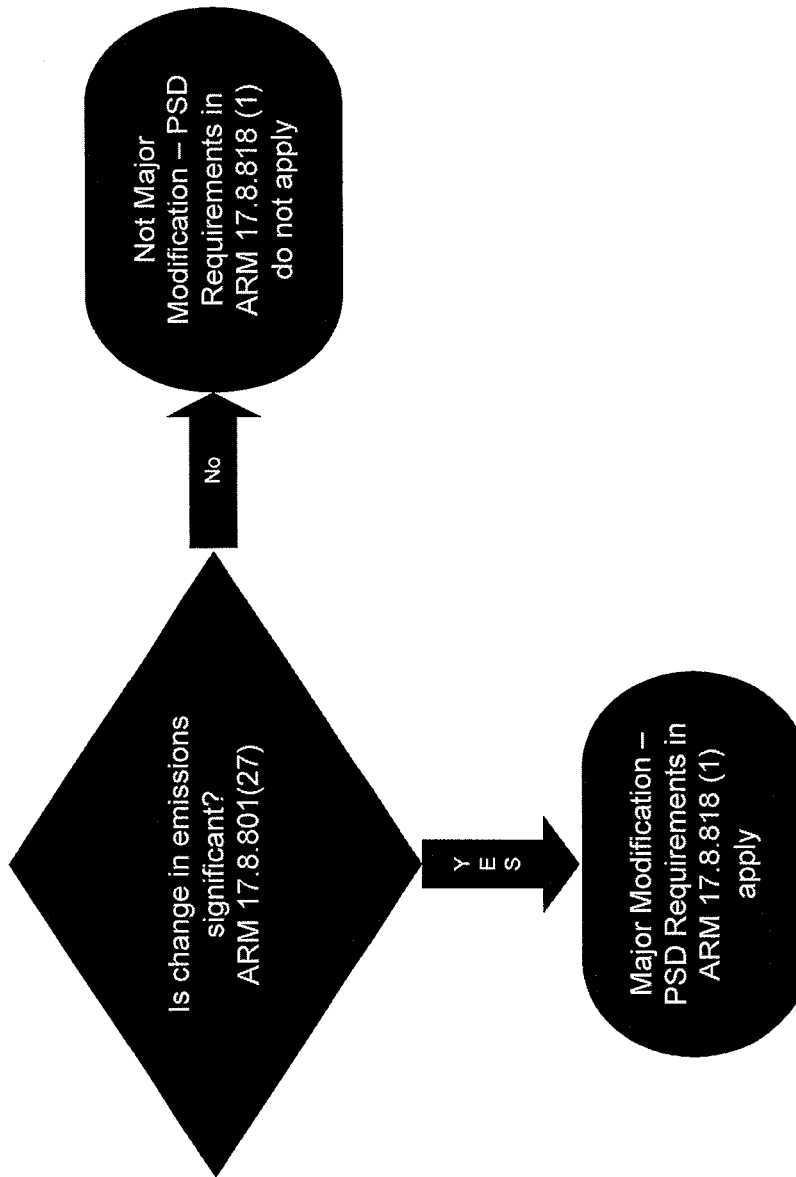 Is change in emissions
significant?
ARM 17.8.801(27)
No
Not Major
Modification – PSD
Requirements in
ARM 17.8.818 (1)
do not apply
Y
E
S
Major Modification –
PSD Requirements in
ARM 17.8.818 (1)
apply